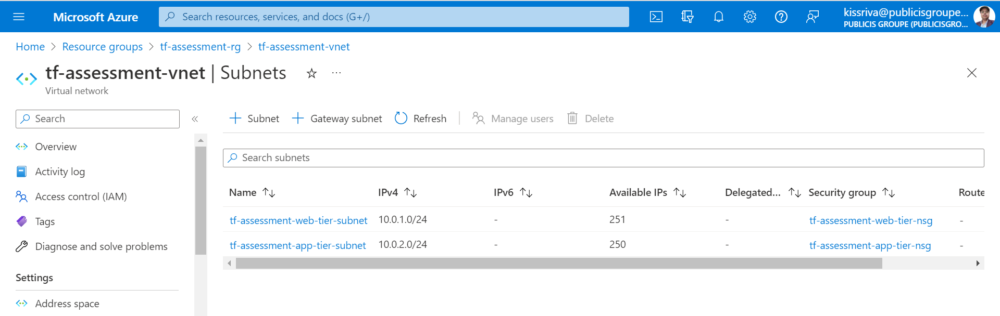 Microsoft Azure
Search resources, services, and docs (G+/)
kissriva@publicisgroupe...
PUBLICIS GROUPE (PUBLICISGRO...
Home > Resource groups > tf-assessment-rg > tf-assessment-vnet
tf-assessment-vnet | Subnets
Virtual network
Search
Overview
Activity log
Access control (IAM)
Tags
Diagnose and solve problems
Settings
Address space
Subnet Gateway subnet Refresh Manage users Delete
Search subnets
Name IPv4 IPv6 Available IPs Delegated... Security group Route
tf-assessment-web-tier-subnet 10.0.1.0/24 - 251 - tf-assessment-web-tier-nsg -
tf-assessment-app-tier-subnet 10.0.2.0/24 - 250 - tf-assessment-app-tier-nsg -